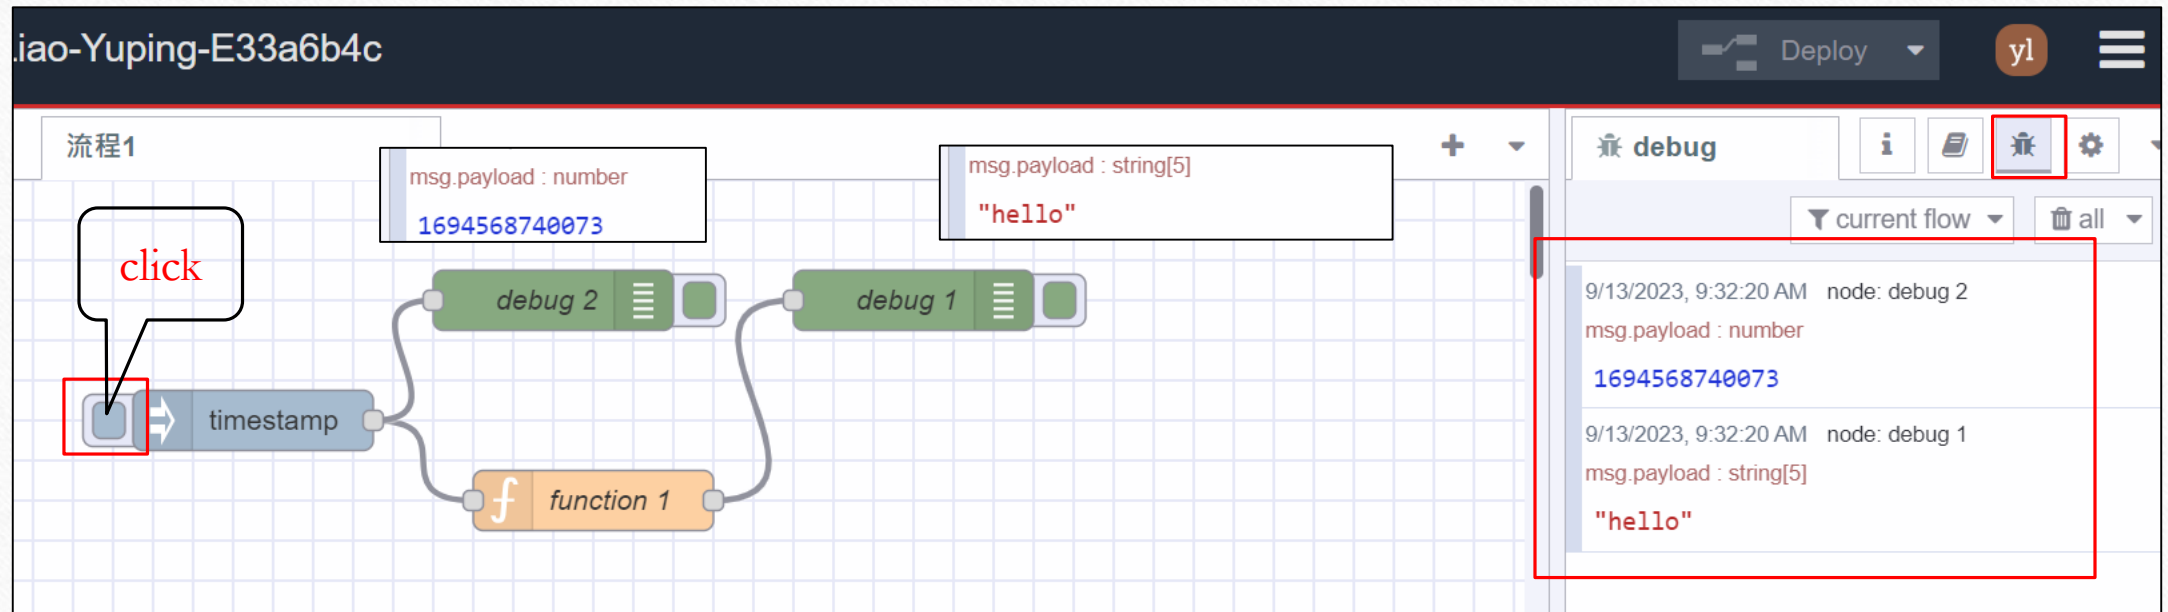 iao-Yuping-E33a6b4c
Deploy
yl
流程1
debug
i
current flow
all
msg.payload : number
1694568740073
msg.payload : string[5]
"hello"
click
debug 2
debug 1
timestamp
function 1
9/13/2023, 9:32:20 AM node: debug 2
msg.payload : number
1694568740073
9/13/2023, 9:32:20 AM node: debug 1
msg.payload : string[5]
"hello"